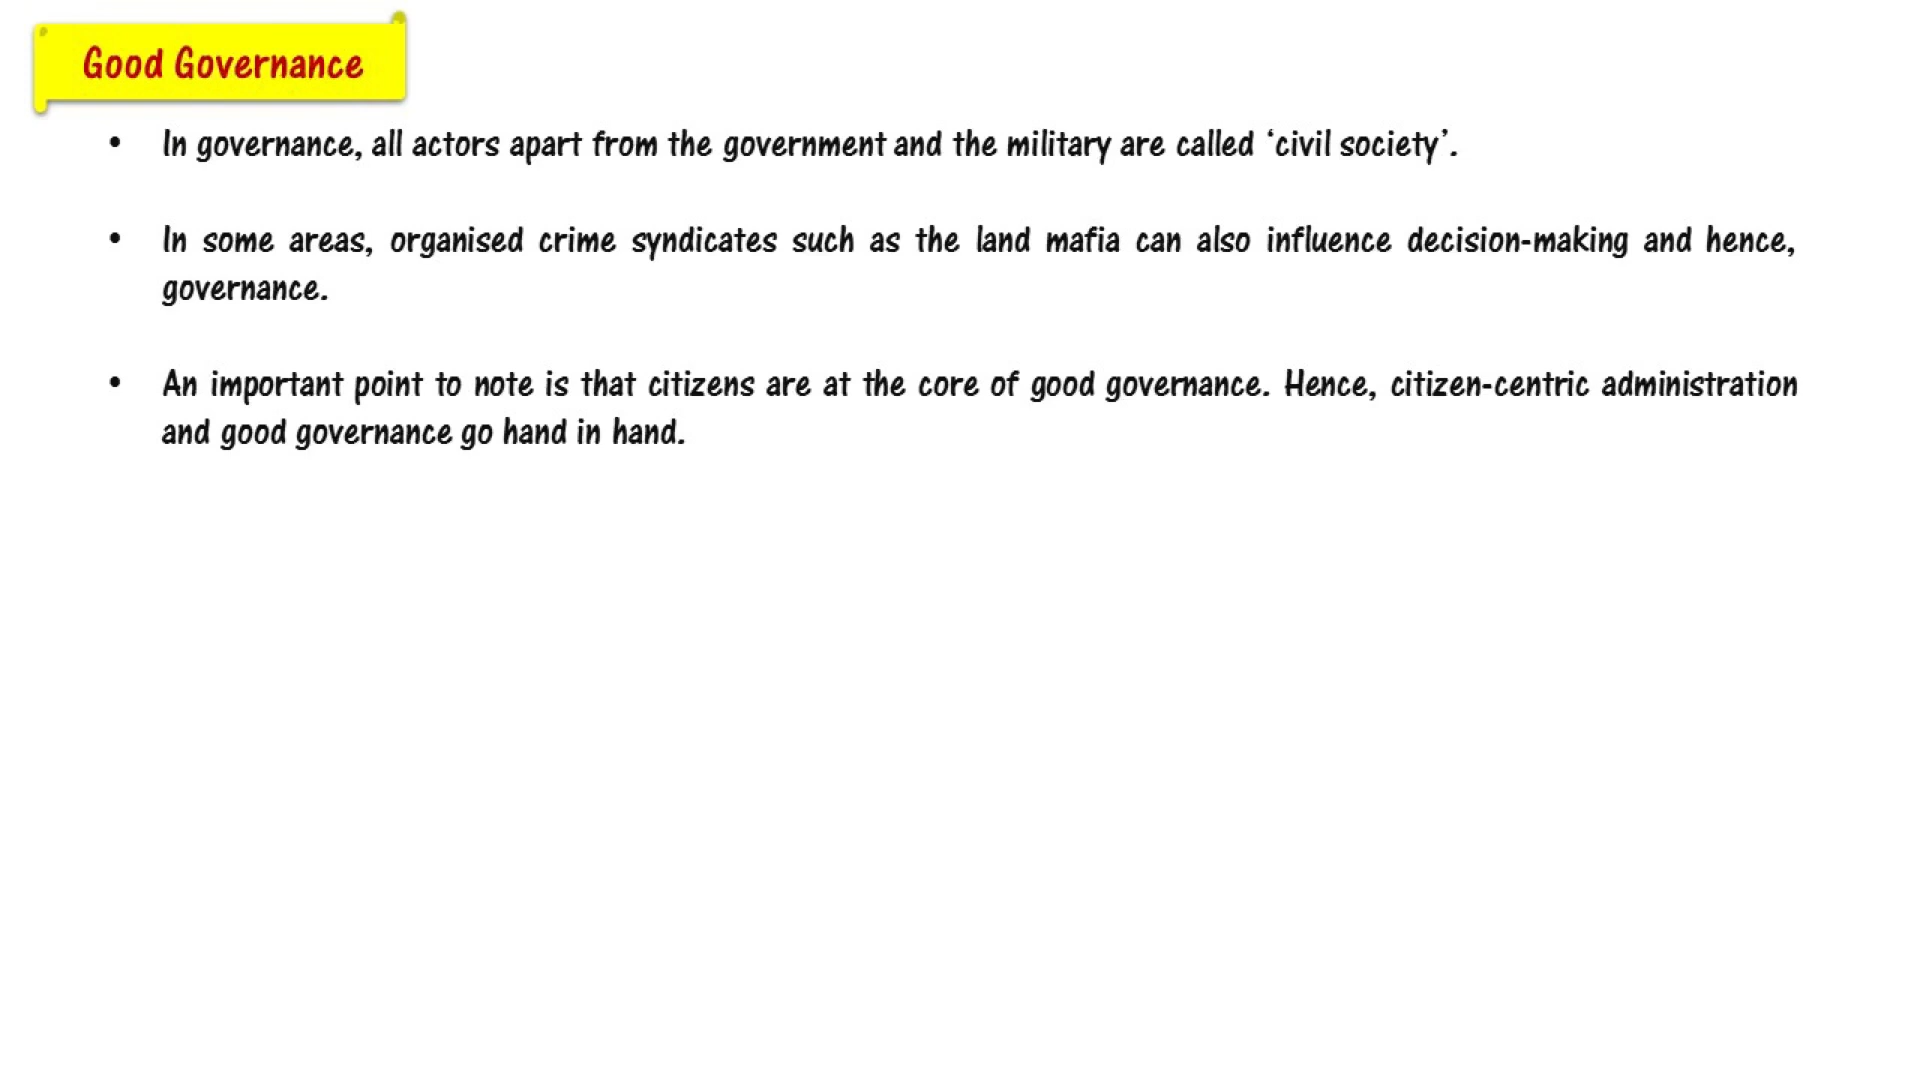 Good Governance
• In governance, all actors apart from the government and the military are called ‘civil society’.
• In some areas, organised crime syndicates such as the land mafia can also influence decision-making and hence,
governance.
• An important point to note is that citizens are at the core of good governance. Hence, citizen-centric administration
and good governance go hand in hand.